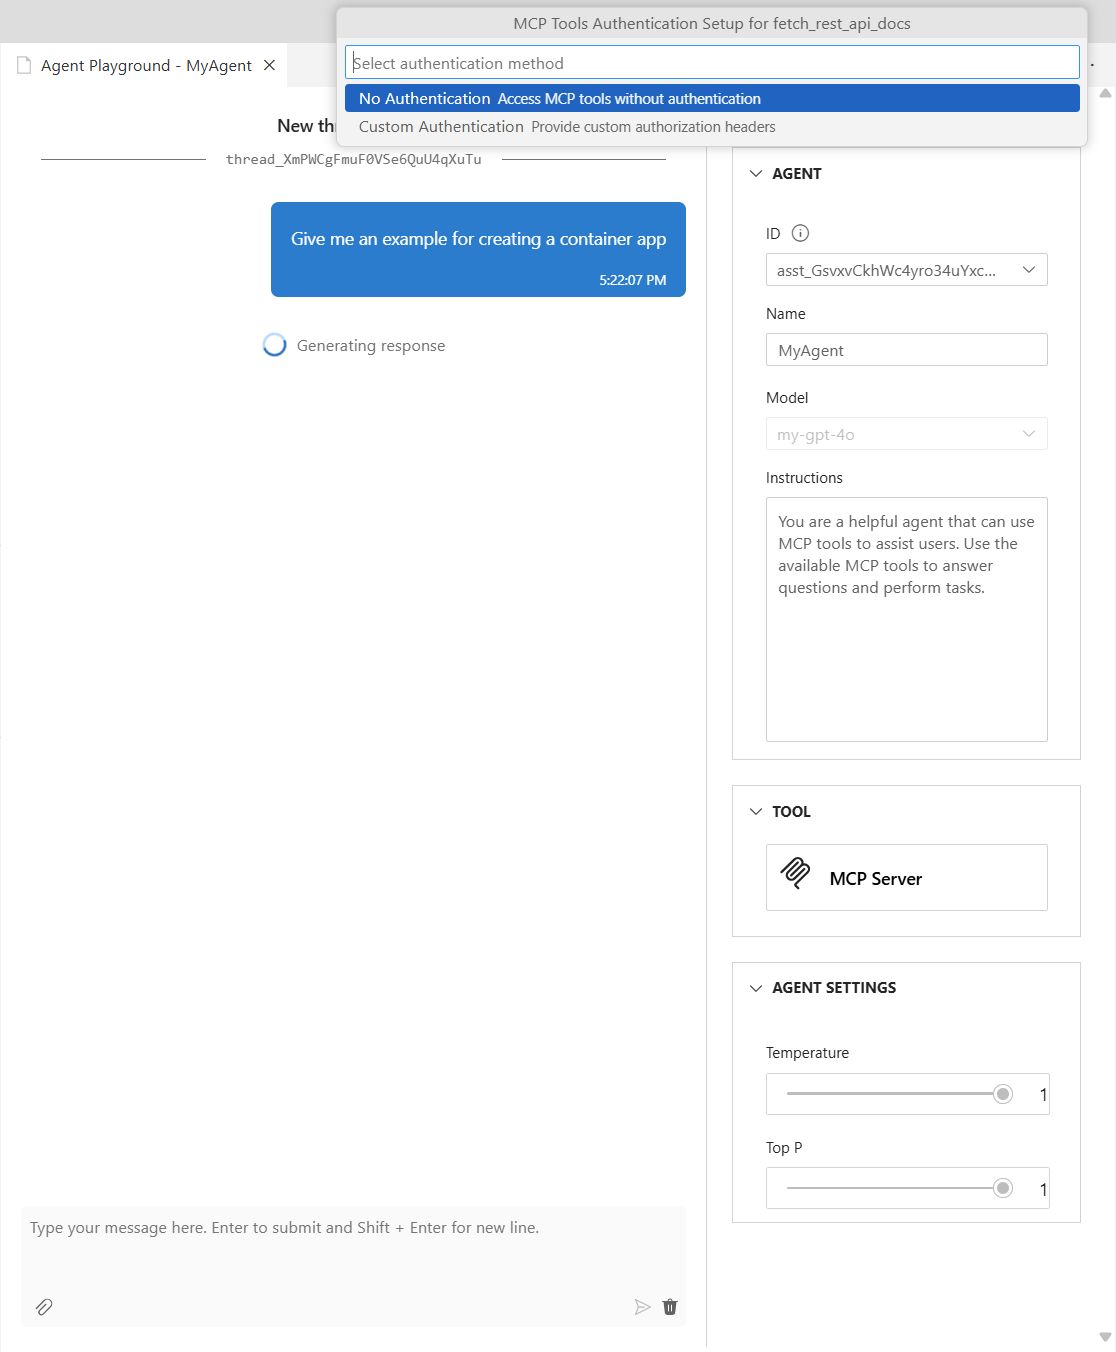 MCP Tools Authentication Setup for fetch_rest_api_docs
Select authentication method
No Authentication Access MCP tools without authentication
Custom Authentication Provide custom authorization headers
Agent Playground - MyAgent
New th
thread_XmPWCgFmuF0VSe6QuU4qXuTu
Give me an example for creating a container app
5:22:07 PM
Generating response
Type your message here. Enter to submit and Shift + Enter for new line.
AGENT
ID
asst_GsvxvCkhWc4yro34uYxc...
Name
MyAgent
Model
my-gpt-4o
Instructions
You are a helpful agent that can use
MCP tools to assist users. Use the
available MCP tools to answer
questions and perform tasks.
TOOL
MCP Server
AGENT SETTINGS
Temperature
1
Top P
1